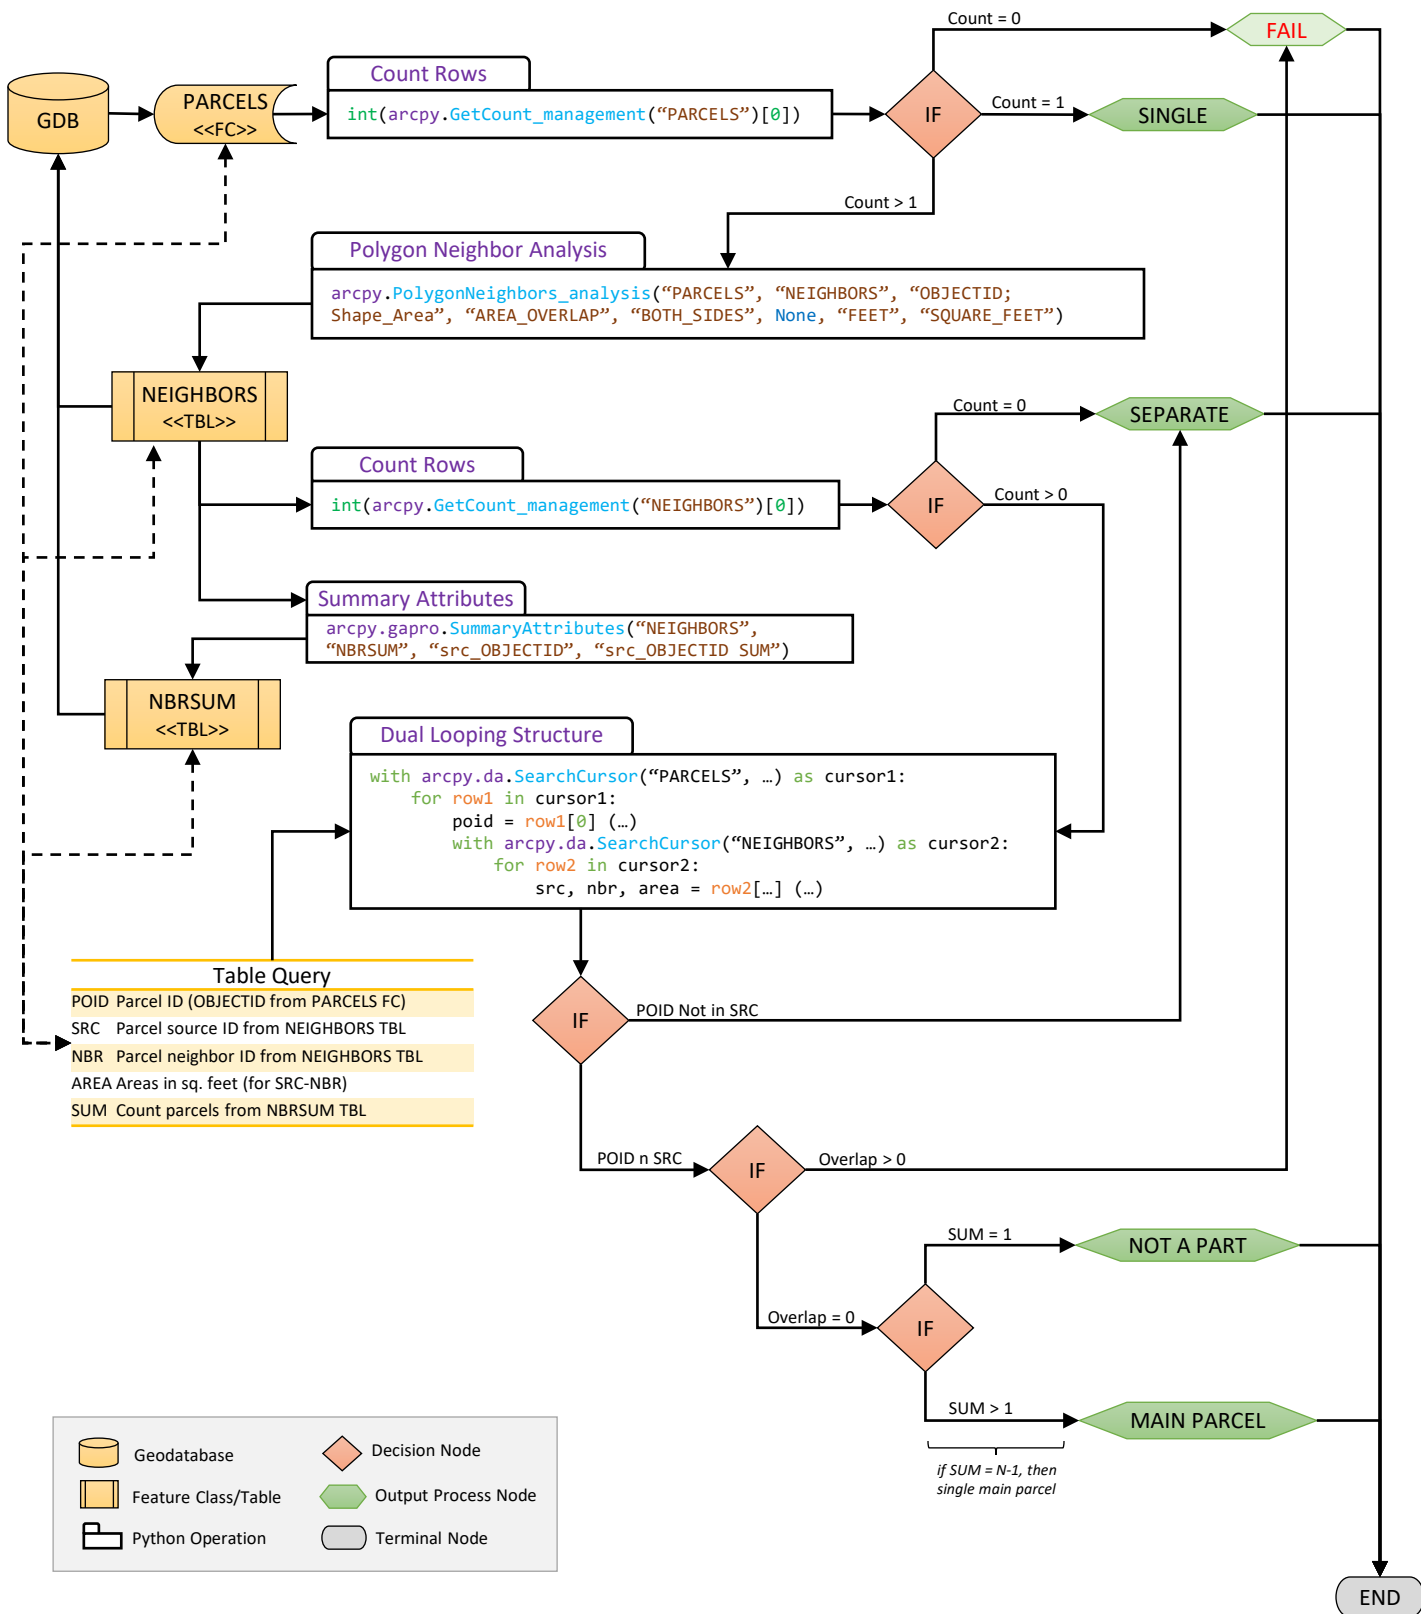 Count = 0
FAIL
Count Rows
GDB
PARCELS
<<FC>>
int(arcpy.GetCount_management(“PARCELS”)[0])
IF
Count = 1
SINGLE
Count > 1
Polygon Neighbor Analysis
arcpy.PolygonNeighbors_analysis(“PARCELS”, “NEIGHBORS”, “OBJECTID;
Shape_Area”, “AREA_OVERLAP”, “BOTH_SIDES”, None, “FEET”, “SQUARE_FEET”)
NEIGHBORS
<<TBL>>
Count = 0
SEPARATE
Count Rows
int(arcpy.GetCount_management(“NEIGHBORS”)[0])
IF
Count > 0
Summary Attributes
arcpy.gapro.SummaryAttributes(“NEIGHBORS”,
“NBRSUM”, “src_OBJECTID”, “src_OBJECTID SUM”)
NBRSUM
<<TBL>>
Dual Looping Structure
with arcpy.da.SearchCursor(“PARCELS”, …) as cursor1:
for row1 in cursor1:
poid = row1[0] (…)
with arcpy.da.SearchCursor(“NEIGHBORS”, …) as cursor2:
for row2 in cursor2:
src, nbr, area = row2[…] (…)
Table Query
POID Parcel ID (OBJECTID from PARCELS FC)
SRC Parcel source ID from NEIGHBORS TBL
NBR Parcel neighbor ID from NEIGHBORS TBL
AREA Areas in sq. feet (for SRC-NBR)
SUM Count parcels from NBRSUM TBL
IF
POID Not in SRC
POID n SRC
IF
Overlap > 0
SUM = 1
NOT A PART
Overlap = 0
IF
SUM > 1
MAIN PARCEL
if SUM = N-1, then
single main parcel
Geodatabase
Decision Node
Feature Class/Table
Output Process Node
Python Operation
Terminal Node
END